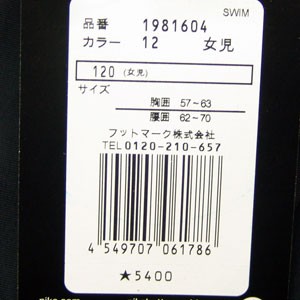 SWIM
品番 1981604
カラー 12 女児
120 (女児)
サイズ
胸囲 57~63
腰囲 62~70
フットマーク株式会社
TEL 0120-210-657
4 549707 061786
★5400